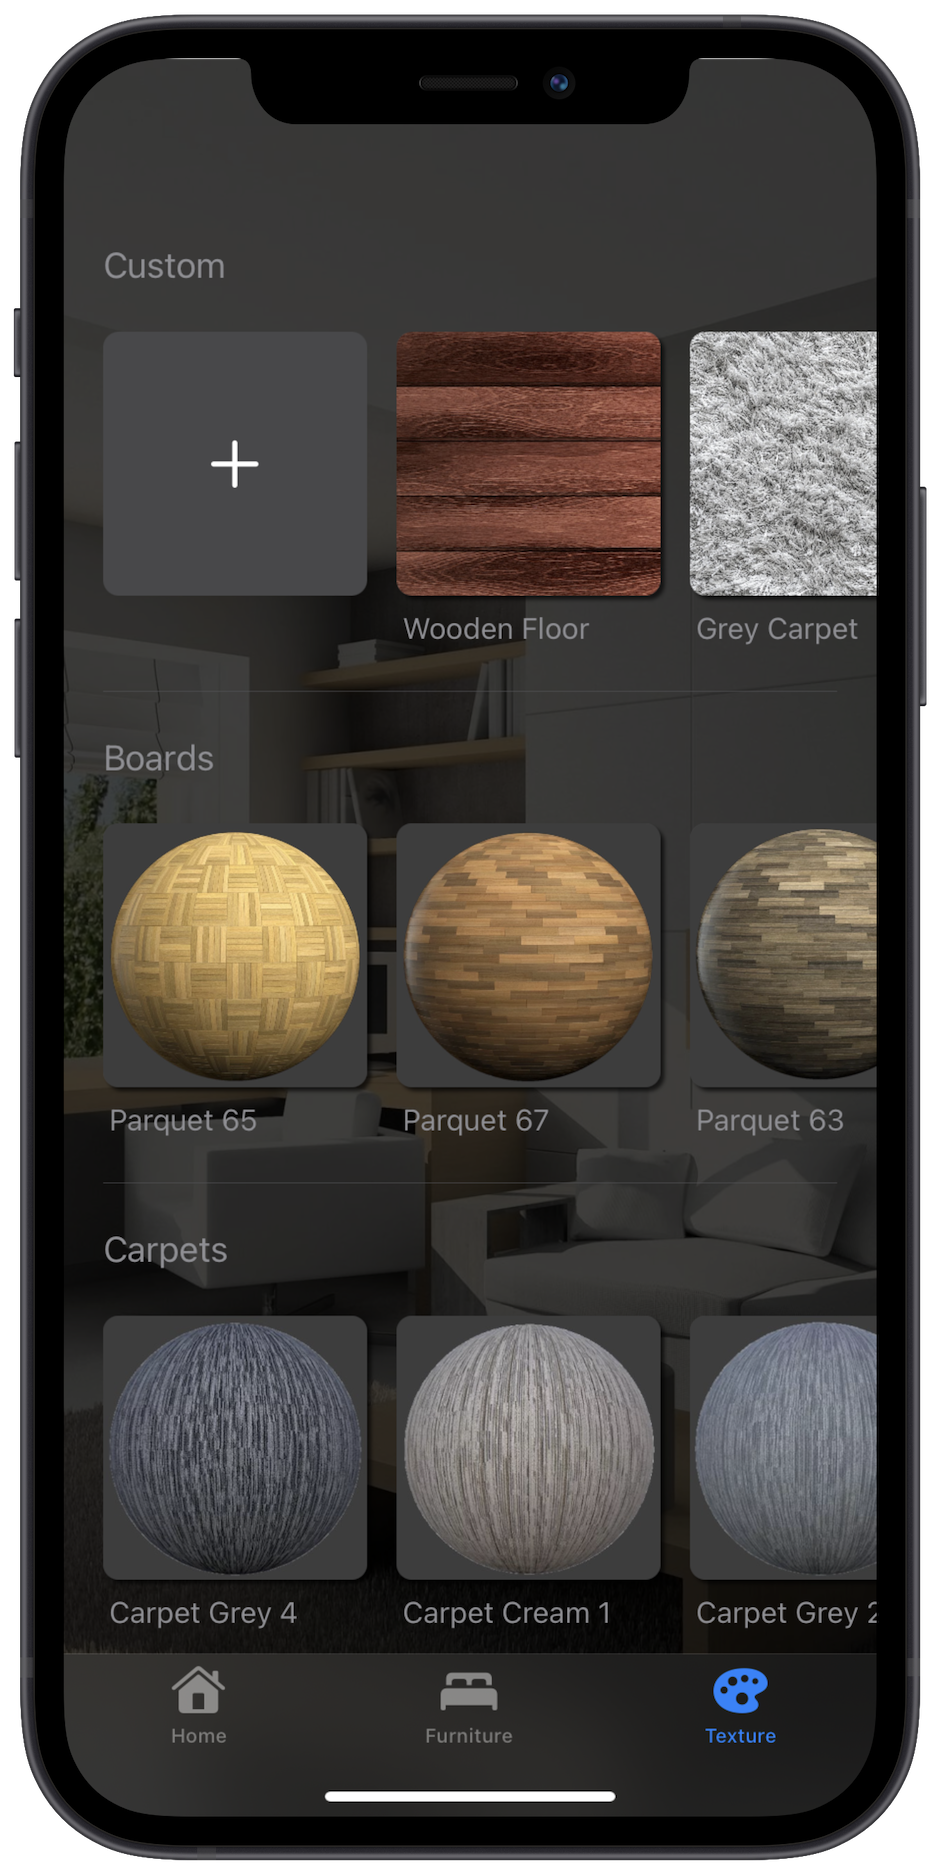 Custom
Wooden Floor
Grey Carpet
Boards
Parquet 65
Parquet 67
Parquet 63
Carpets
Carpet Grey 4
Carpet Cream 1
Carpet Grey 2
Home
Furniture
Texture